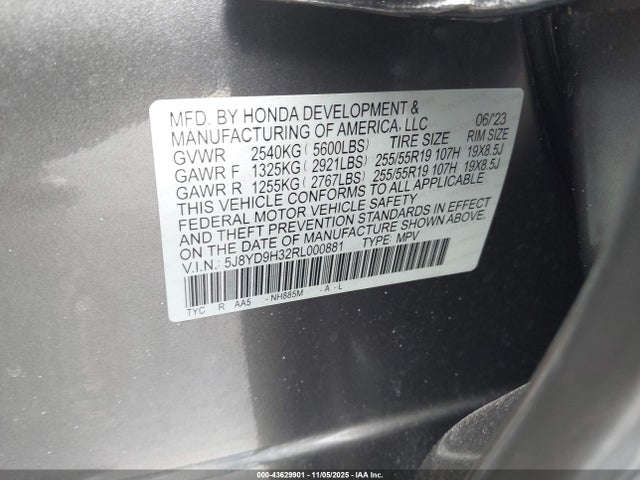 MFD. BY HONDA DEVELOPMENT & 06/'23
MANUFACTURING OF AMERICA, LLC
GVWR 2540KG ( 5600LBS) TIRE SIZE RIM SIZE
GAWR F 1325KG ( 2921LBS) 255/55R19 107H 19X8.5J
GAWR R 1255KG ( 2767LBS) 255/55R19 107H 19X8.5J
THIS VEHICLE CONFORMS TO ALL APPLICABLE
FEDERAL MOTOR VEHICLE SAFETY
AND THEFT PREVENTION STANDARDS IN EFFECT
ON THE DATE OF MANUFACTURE SHOWN ABOVE.
V.I.N.: 5J8YD9H32RL000881 TYPE MPV
TYC R AA5 - NH885M - A - L
000-43629901 - 11/05/2025 - IAA Inc.